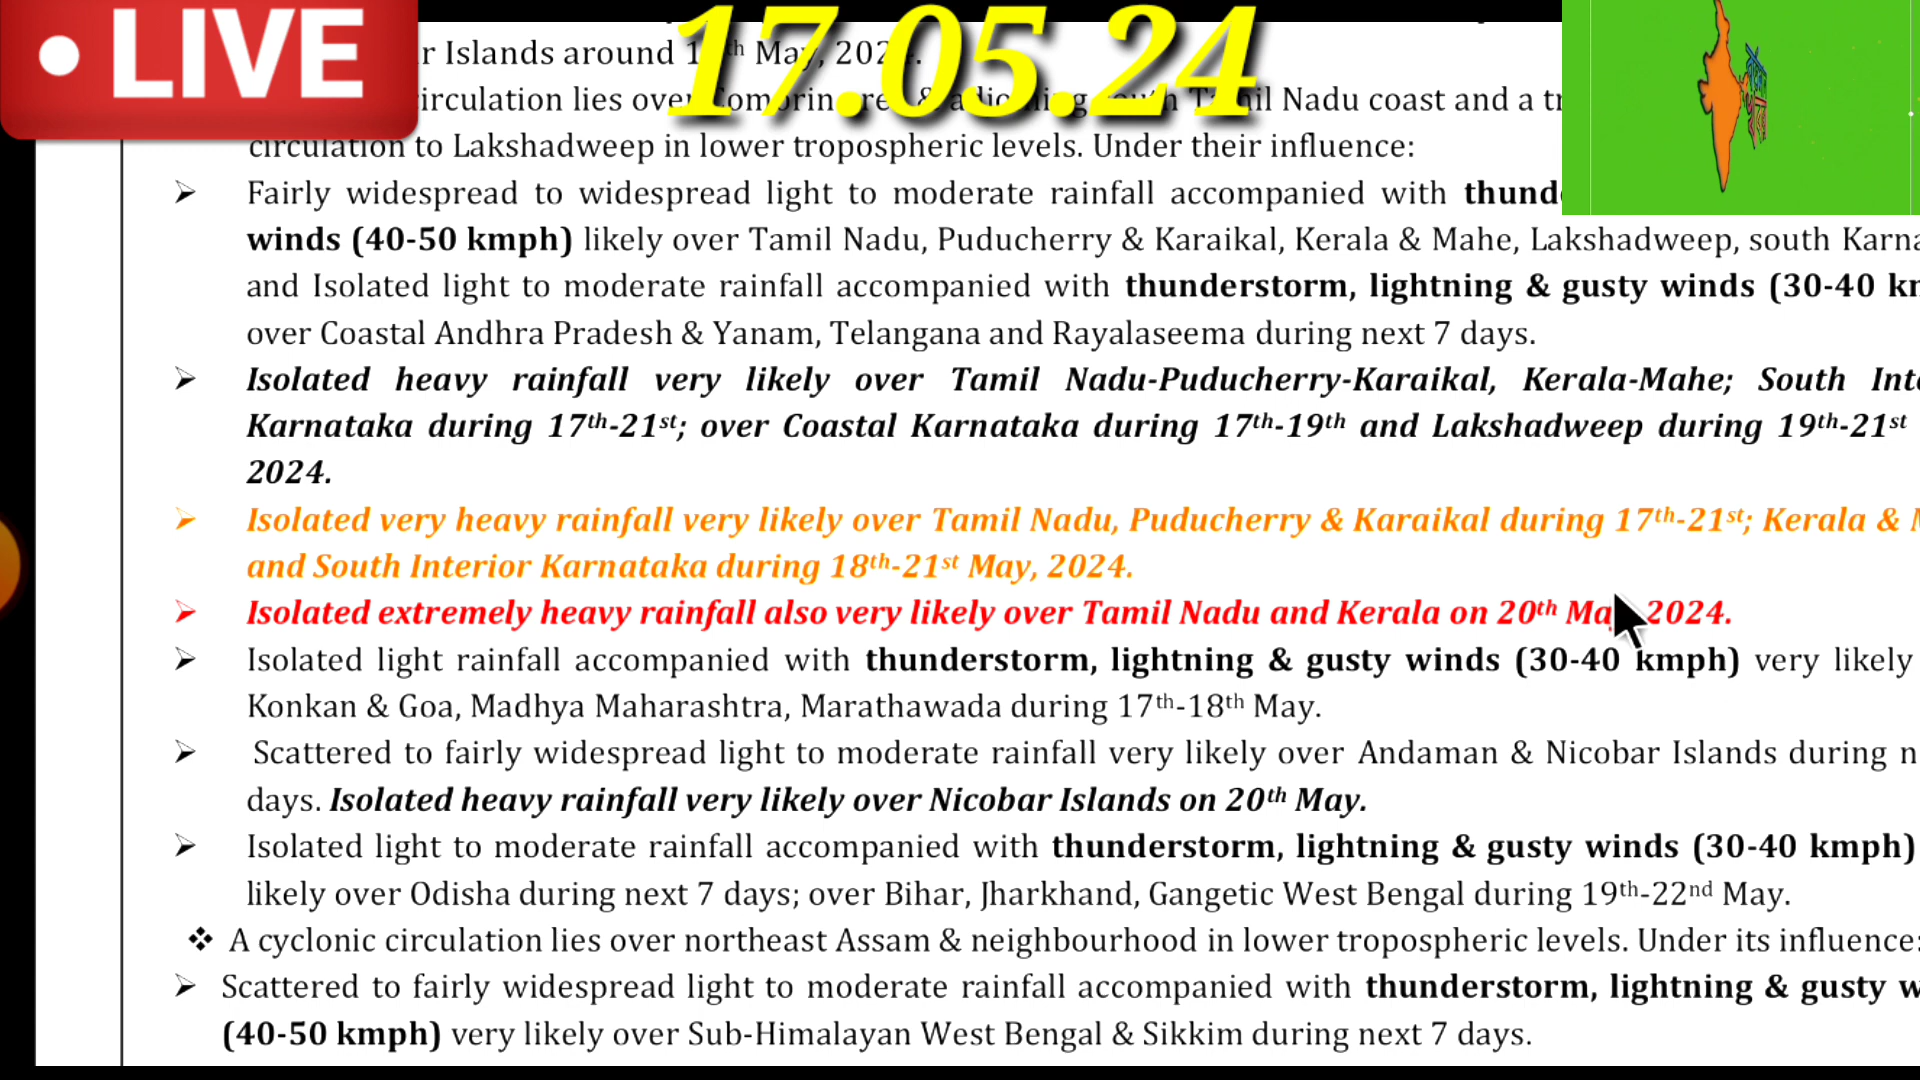 LIVE
17.05.24
r Islands around 1 th May, 2024.
circulation lies over Comorin area & adjoining south Tamil Nadu coast and a tr
circulation to Lakshadweep in lower tropospheric levels. Under their influence:
➢ Fairly widespread to widespread light to moderate rainfall accompanied with thund
winds (40-50 kmph) likely over Tamil Nadu, Puducherry & Karaikal, Kerala & Mahe, Lakshadweep, south Karna
and Isolated light to moderate rainfall accompanied with thunderstorm, lightning & gusty winds (30-40 km
over Coastal Andhra Pradesh & Yanam, Telangana and Rayalaseema during next 7 days.
➢ Isolated heavy rainfall very likely over Tamil Nadu-Puducherry-Karaikal, Kerala-Mahe; South Inte
Karnataka during 17th-21st; over Coastal Karnataka during 17th-19th and Lakshadweep during 19th-21st
2024.
➢ Isolated very heavy rainfall very likely over Tamil Nadu, Puducherry & Karaikal during 17th-21st; Kerala & M
and South Interior Karnataka during 18th-21st May, 2024.
➢ Isolated extremely heavy rainfall also very likely over Tamil Nadu and Kerala on 20th May, 2024.
➢ Isolated light rainfall accompanied with thunderstorm, lightning & gusty winds (30-40 kmph) very likely
Konkan & Goa, Madhya Maharashtra, Marathawada during 17th-18th May.
➢ Scattered to fairly widespread light to moderate rainfall very likely over Andaman & Nicobar Islands during n
days. Isolated heavy rainfall very likely over Nicobar Islands on 20th May.
➢ Isolated light to moderate rainfall accompanied with thunderstorm, lightning & gusty winds (30-40 kmph)
likely over Odisha during next 7 days; over Bihar, Jharkhand, Gangetic West Bengal during 19th-22nd May.
❖ A cyclonic circulation lies over northeast Assam & neighbourhood in lower tropospheric levels. Under its influence:
➢ Scattered to fairly widespread light to moderate rainfall accompanied with thunderstorm, lightning & gusty w
(40-50 kmph) very likely over Sub-Himalayan West Bengal & Sikkim during next 7 days.